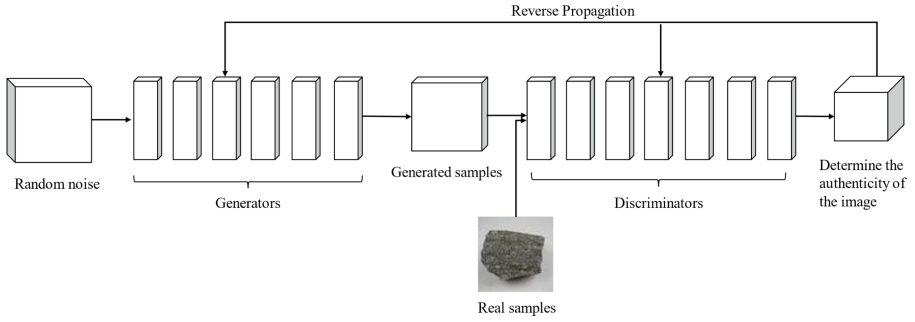 Reverse Propagation
Random noise
Generators
Generated samples
Real samples
Discriminators
Determine the
authenticity of
the image